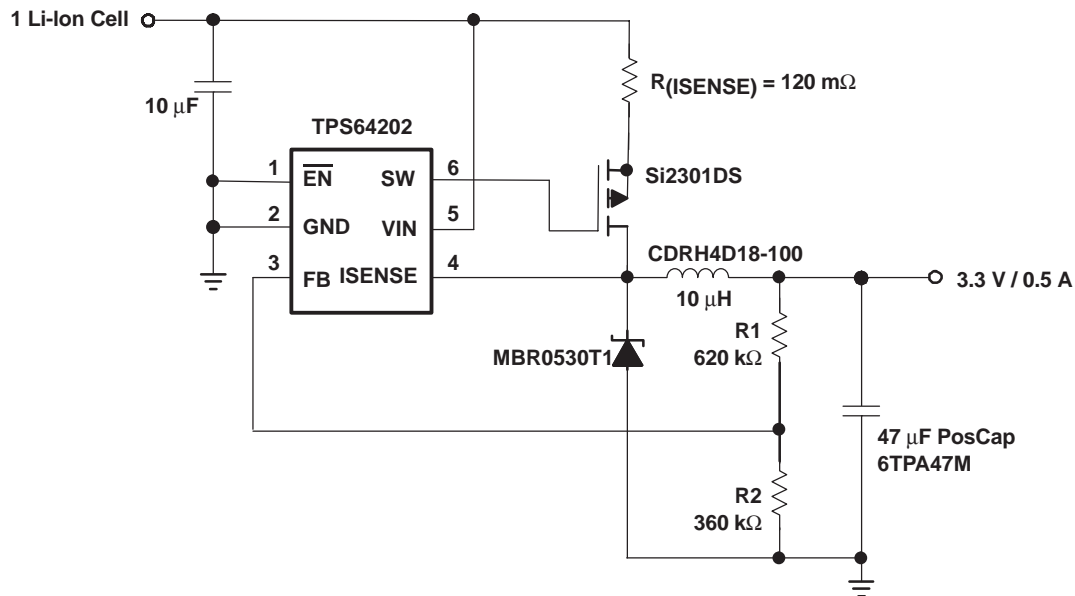 1 Li-Ion Cell
R(ISENSE) = 120 mΩ
10 μF
TPS64202
1
EN
SW
6
Si2301DS
2
GND
VIN
5
3
FB
ISENSE
4
CDRH4D18-100
10 μH
3.3 V / 0.5 A
R1
620 kΩ
MBR0530T1
47 μF PosCap
6TPA47M
R2
360 kΩ